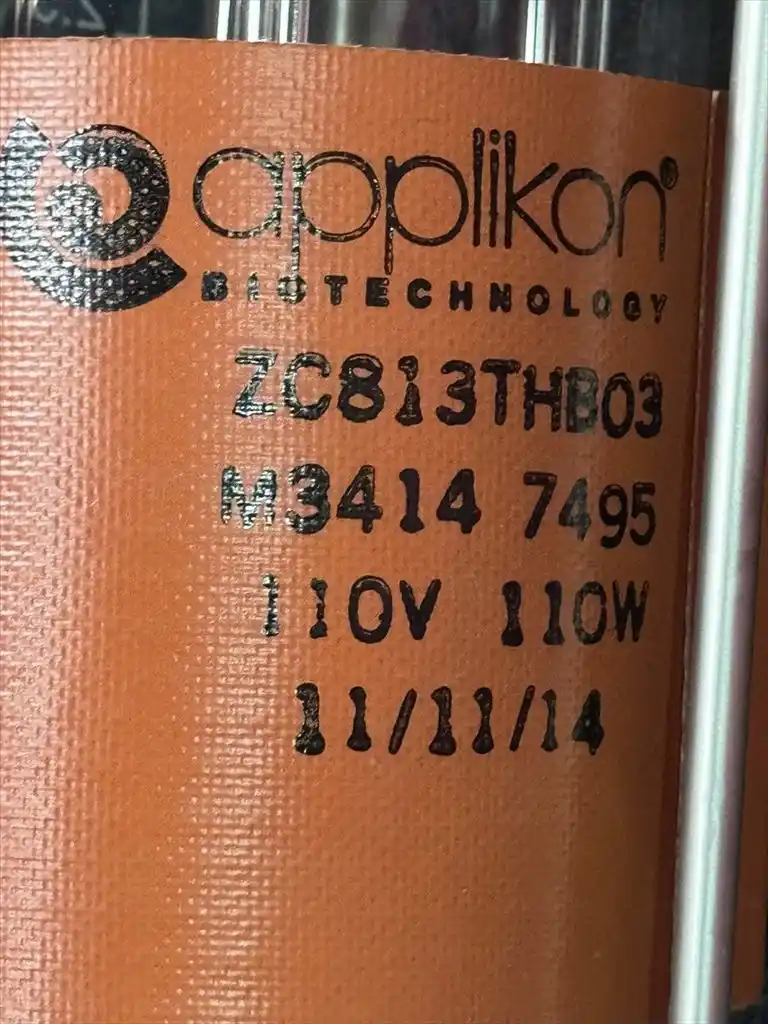 applikon®
BIOTECHNOLOGY
ZC813THB03
M3414 7495
110V 110W
11/11/14